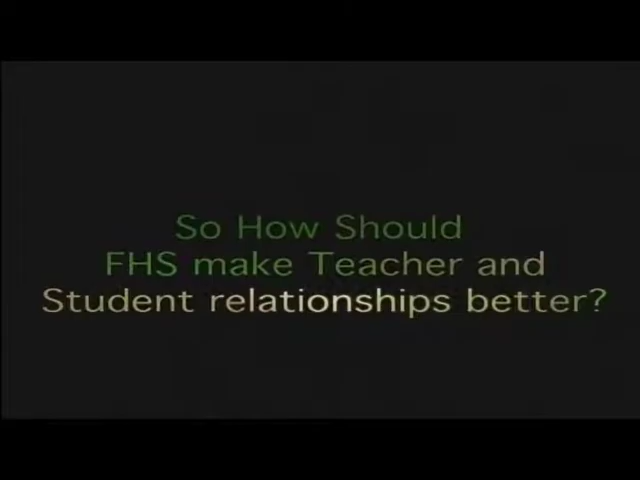 So How Should
FHS make Teacher and
Student relationships better?